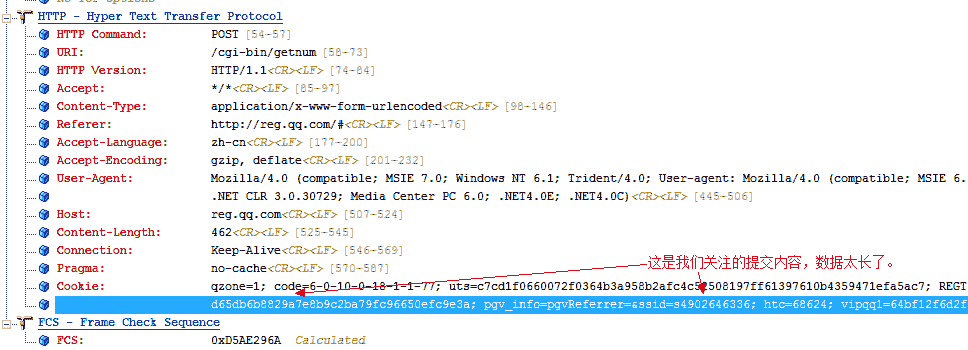 No TCP Options
HTTP - Hyper Text Transfer Protocol
HTTP Command: POST [54-57]
URI: /cgi-bin/getnum [58-73]
HTTP Version: HTTP/1.1<CR><LF> [74-84]
Accept: */*<CR><LF> [85-97]
Content-Type: application/x-www-form-urlencoded<CR><LF> [98-146]
Referer: http://reg.qq.com/#<CR><LF> [147-176]
Accept-Language: zh-cn<CR><LF> [177-200]
Accept-Encoding: gzip, deflate<CR><LF> [201-232]
User-Agent: Mozilla/4.0 (compatible; MSIE 7.0; Windows NT 6.1; Trident/4.0; User-agent: Mozilla/4.0 (compatible; MSIE 6.
.NET CLR 3.0.30729; Media Center PC 6.0; .NET4.0E; .NET4.0C)<CR><LF> [445-506]
Host: reg.qq.com<CR><LF> [507-524]
Content-Length: 462<CR><LF> [525-545]
Connection: Keep-Alive<CR><LF> [546-569]
这是我们关注的提交内容，数据太长了。
Pragma: no-cache<CR><LF> [570-587]
Cookie: qzone=1; code=6-0-10-0-18-1-1-77; uts=c7cd1f0660072f0364b3a958b2afc4c5 508197ff61397610b4359471efa5ac7; REGT
d65db6b8829a7e8b9c2ba79fc96650efc9e3a; pgv_info=pgvReferrer=&ssid=s4902646336; htc=68624; vipqq1=64bf12f6d2f
FCS - Frame Check Sequence
FCS: 0xD5AE296A Calculated